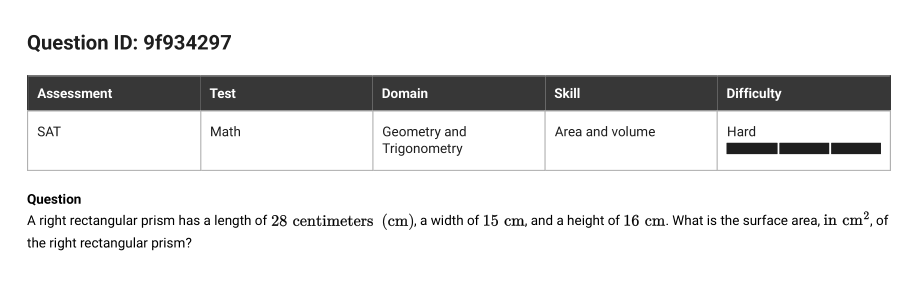 Question ID: 9f934297
Assessment Test Domain Skill Difficulty
SAT Math Geometry and Trigonometry Area and volume Hard
Question
A right rectangular prism has a length of 28 centimeters (cm), a width of 15 cm, and a height of 16 cm. What is the surface area, in cm², of
the right rectangular prism?